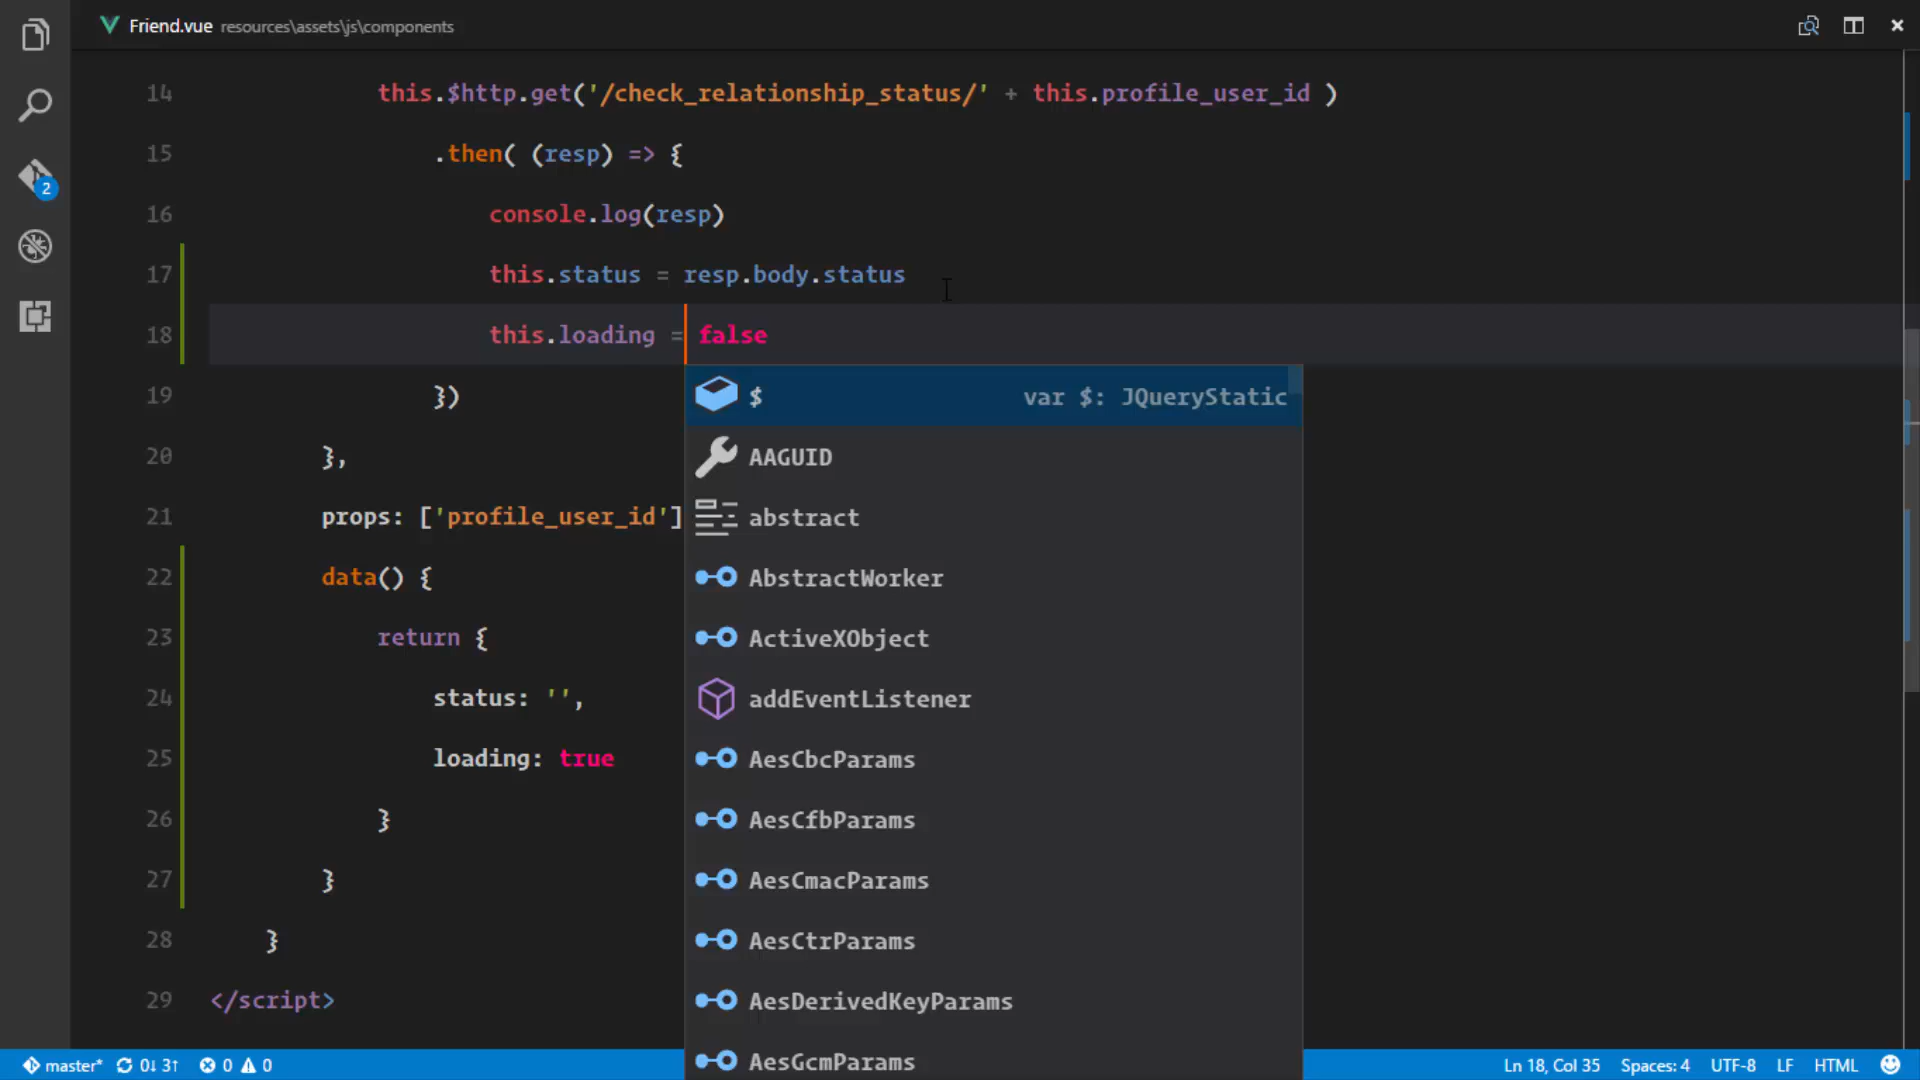 Friend.vue resources\assets\js\components
14 this.$http.get('/check_relationship_status/' + this.profile_user_id )
15 .then( (resp) => {
16 console.log(resp)
17 this.status = resp.body.status
18 this.loading = false
19 })
$ var $: JQueryStatic
20 },
AAGUID
21 props: ['profile_user_id']
abstract
22 data() {
AbstractWorker
23 return {
ActiveXObject
24 status: '',
addEventListener
25 loading: true
AesCbcParams
26 }
AesCfbParams
27 }
AesCmacParams
28 }
AesCtrParams
29 </script>
AesDerivedKeyParams
AesGcmParams
2
master* 0↓ 3↑ 0 0 Ln 18, Col 35 Spaces: 4 UTF-8 LF HTML